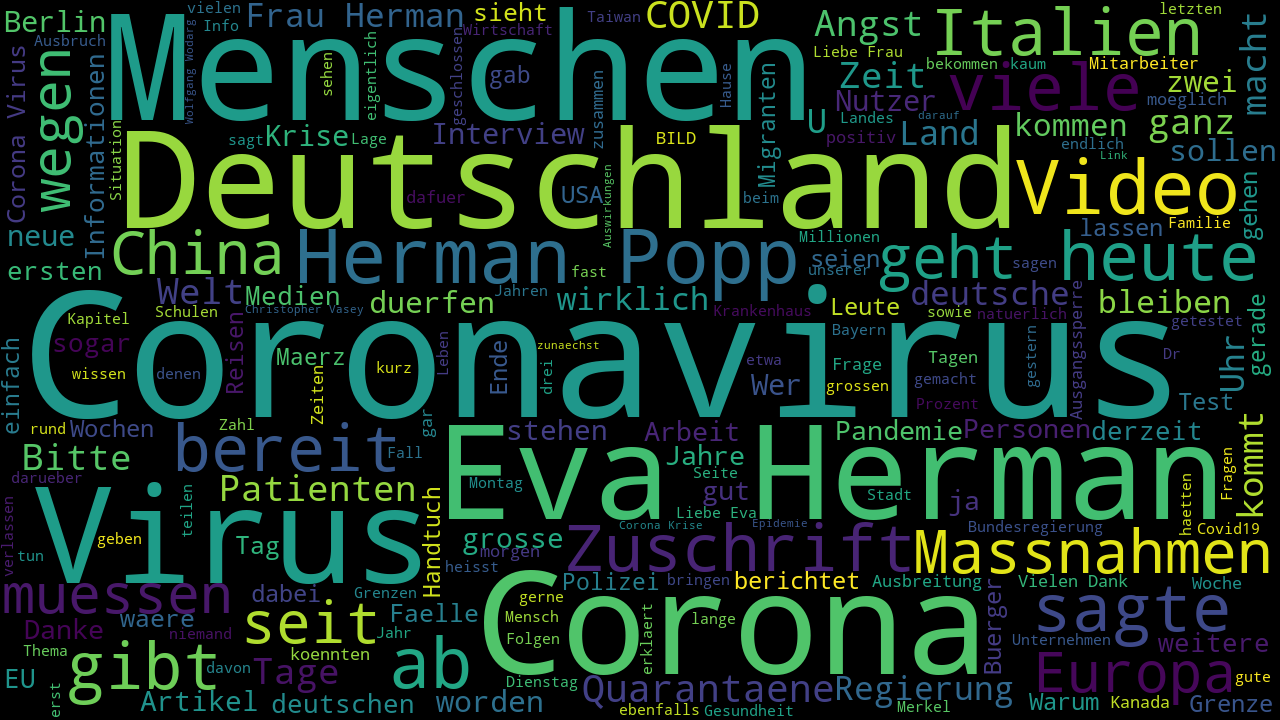 Berlin
vielen
Info
Frau Herman
sieht
Wirtschaft
COVID
Taiwan
Angst
Liebe Frau
Italien
letzten
Ausbruch
Menschen
Wolfgang Wodarg
sehen
eigentlich
geschlossen
gab
zusammen
Hause
Migranten
bekommen
kaum
Mitarbeiter
Zeit
viele
zwei
macht
Corona Virus
wegen
Informationen
Situation
Nutzer
moeglich
Landes
darauf
U
sagt
Krise
Lage
Interview
BILD
positiv
Land
kommen
ganz
endlich
Link
sollen
Deutschland
Video
dafuer
USA
Auswirkungen
beim
neue
China
Herman Popp
Millionen
seien
unserer
geht
sagen
heute
lassen
Familie
gehen
ersten
fast
Welt
Medien
Jahren
duerfen
wirklich
Leute
deutsche
sowie
natuerlich
bleiben
Kapitel
Schulen
Christopher Vasey
Krankenhaus
getestet
gerade
sogar
Reisen
Maerz
zunaechst
Coronavirus
Leben
Ende
drei
etwa
Bayern
Frage
Tagen
gestern
Ausgangssperre
Dr
Uhr
einfach
wissen
denen
Zeiten
kurz
Wer
grossen
gemacht
Prozent
Test
rund
Wochen
Zahl
gar
stehen
Arbeit
Pandemie
Personen
derzeit
kommt
Bitte
bereit
Fall
Jahre
Eva Herman
Fragen
darueber
Patienten
Montag
Seite
gut
Stadt
ja
haetten
verlassen
Virus
teilen
Handtuch
Liebe Eva
Corona Krise
Epidemie
Bundesregierung
Covid19
tun
geben
Tag
grosse
morgen
heisst
Zuschrift
Massnahmen
muessen
dabei
Grenzen
Polizei
bringen
berichtet
Ausbreitung
Vielen Dank
Woche
waere
seit
Faelle
gerne
Mensch
Folgen
erklaert
lange
Corona
Buerger
sagte
Danke
niemand
Jahr
Unternehmen
weitere
Thema
gibt
davon
koennten
ab
Europa
gute
EU
erst
Tage
Dienstag
Artikel
deutschen
worden
Quarantaene
Regierung
ebenfalls
Gesundheit
Merkel
Warum
Kanada
Grenze